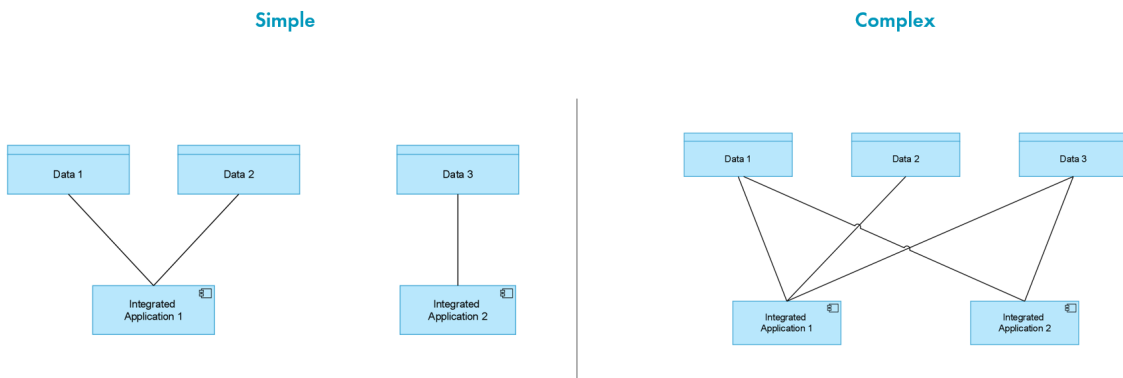 Simple
Complex
Data 1
Data 2
Data 3
Integrated
Application 1
Integrated
Application 2
Data 1
Data 2
Data 3
Integrated
Application 1
Integrated
Application 2